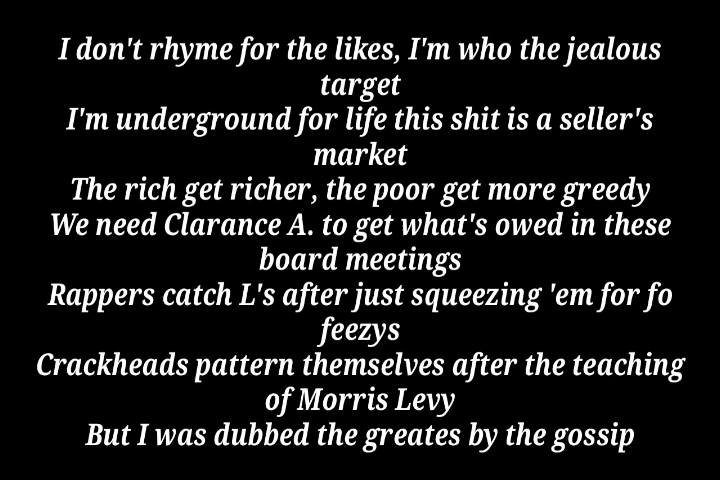 I don't rhyme for the likes, I'm who the jealous
target
I'm underground for life this shit is a seller's
market
The rich get richer, the poor get more greedy
We need Clarance A. to get what's owed in these
board meetings
Rappers catch L's after just squeezing 'em for fo
feezys
Crackheads pattern themselves after the teaching
of Morris Levy
But I was dubbed the greates by the gossip